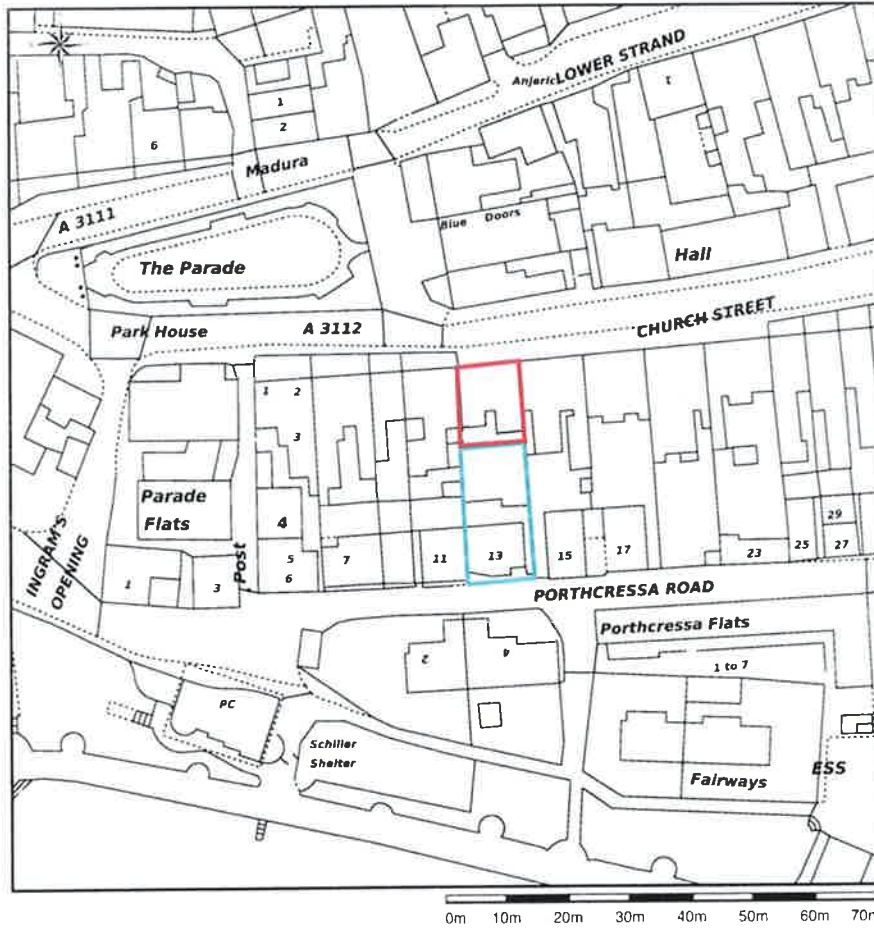 LOWER STRAND
Anjeric
1
1
2
6
Madura
A 3111
Blue Doors
The Parade
Hall
Park House
A 3112
CHURCH STREET
1
2
3
Parade
Flats
4
29
INGRAM'S
OPENING
Post
5
7
11
13
15
17
23
25
27
1
3
6
PORTHCRESSA ROAD
Porthcressa Flats
2
4
1 to 7
PC
Schiller
Shelter
Fairways
ESS
0m 10m 20m 30m 40m 50m 60m 70m